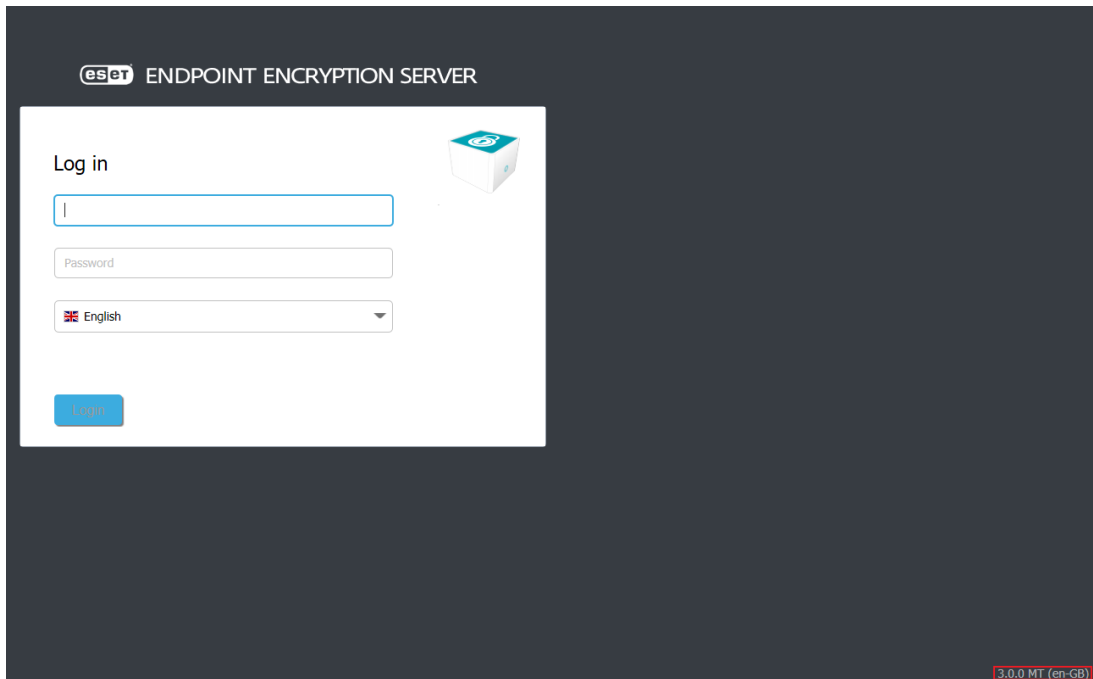 eset ENDPOINT ENCRYPTION SERVER
Log in
Password
English
Login
3.0.0 MT (en-GB)